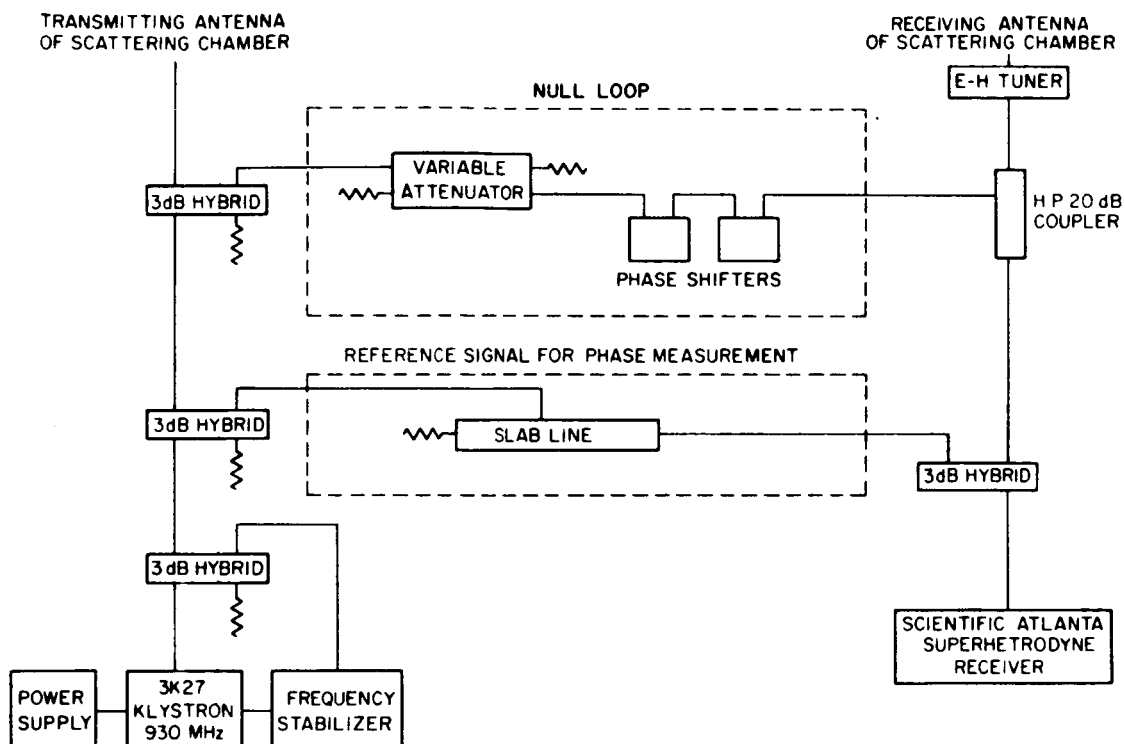 TRANSMITTING ANTENNA
OF SCATTERING CHAMBER
RECEIVING ANTENNA
OF SCATTERING CHAMBER
E-H TUNER
NULL LOOP
VARIABLE
ATTENUATOR
3dB HYBRID
H P 20 dB
COUPLER
PHASE SHIFTERS
REFERENCE SIGNAL FOR PHASE MEASUREMENT
3dB HYBRID
SLAB LINE
3dB HYBRID
3dB HYBRID
SCIENTIFIC ATLANTA
SUPERHETRODYNE
RECEIVER
POWER
SUPPLY
3K27
KLYSTRON
930 MHz
FREQUENCY
STABILIZER